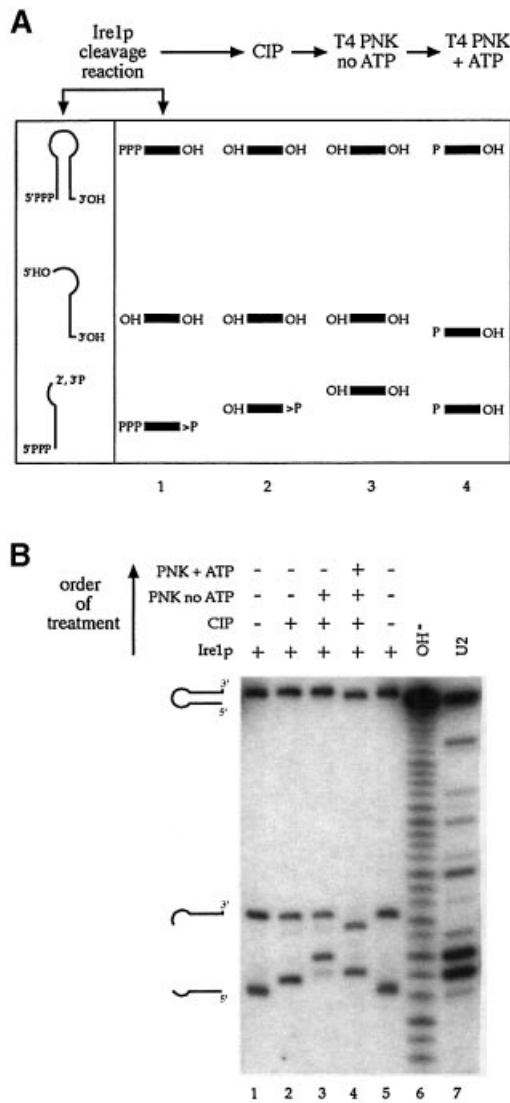 A
Ire1p
cleavage
reaction
CIP
T4 PNK
no ATP
T4 PNK
+ ATP
5'PPP
3'OH
PPP OH
OH OH
OH OH
P OH
5'HO
3'OH
OH OH
OH OH
OH OH
P OH
2', 3'P
5'PPP
PPP >P
OH >P
OH OH
P OH
1 2 3 4
B
order
of
treatment
PNK + ATP - - - + -
PNK no ATP - - + + -
CIP - + + + -
Ire1p + + + + +
OH-
U2
3'
5'
3'
5'
1 2 3 4 5 6 7